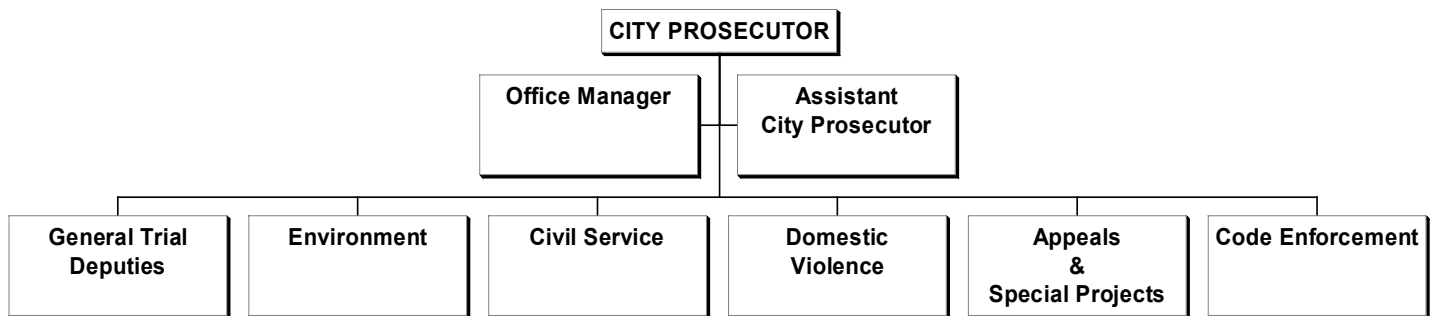 CITY PROSECUTOR
Office Manager
Assistant
City Prosecutor
General Trial
Deputies
Environment
Civil Service
Domestic
Violence
Appeals
&
Special Projects
Code Enforcement